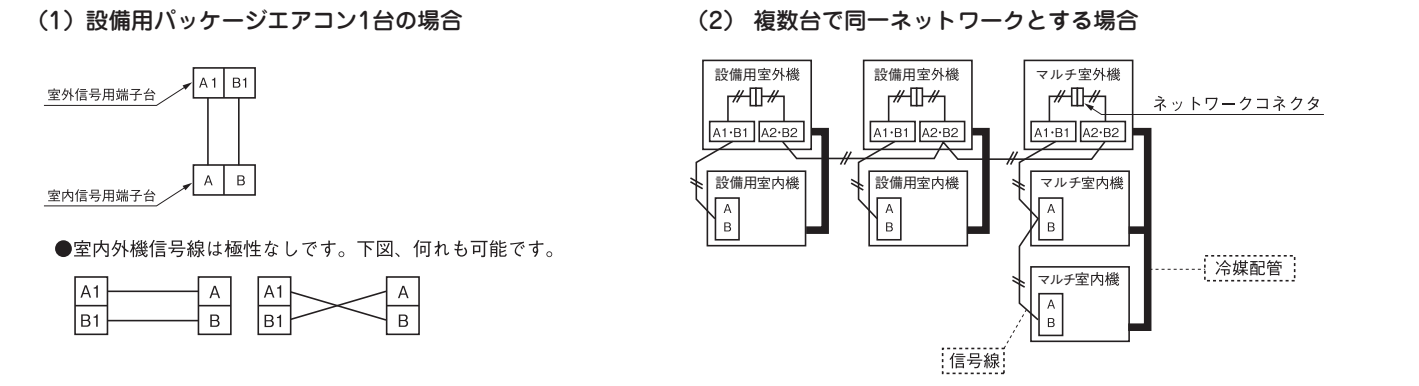 （1）設備用パッケージエアコン1台の場合
室外信号用端子台
A1 B1
室内信号用端子台
A B
●室内外機信号線は極性なしです。下図、何れも可能です。
A1 A
B1 B
A1 A
B1 B
（2） 複数台で同一ネットワークとする場合
設備用室外機
A1・B1 A2・B2
設備用室内機
A
B
設備用室外機
A1・B1 A2・B2
設備用室内機
A
B
マルチ室外機
ネットワークコネクタ
A1・B1 A2・B2
マルチ室内機
A
B
マルチ室内機
A
B
冷媒配管
信号線